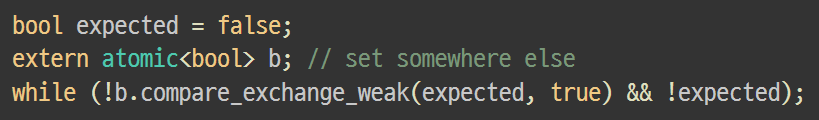 bool expected = false;
extern atomic<bool> b; // set somewhere else
while (!b.compare_exchange_weak(expected, true) && !expected);